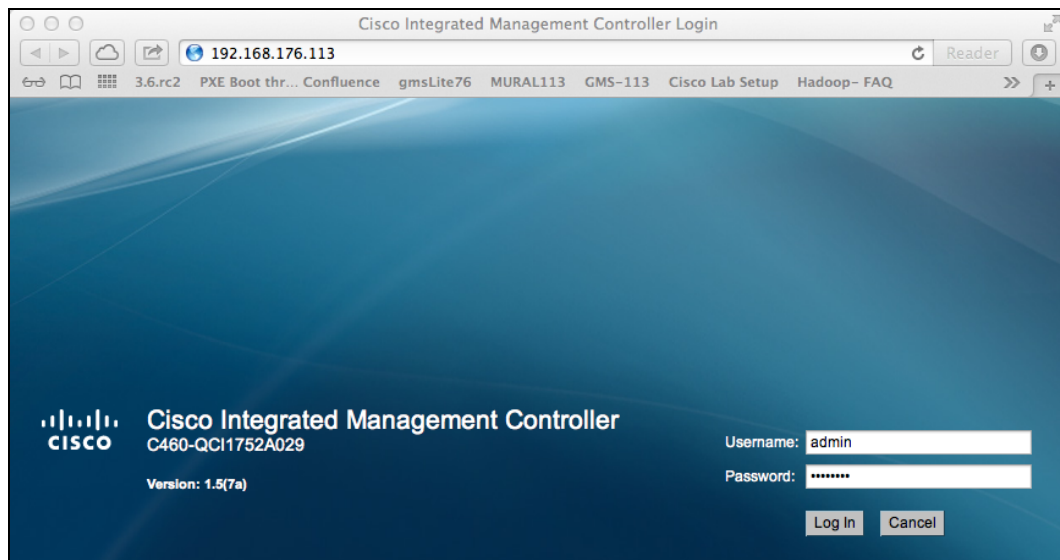 Cisco Integrated Management Controller Login
192.168.176.113
Reader
3.6.rc2 PXE Boot thr... Confluence gmsLite76 MURAL113 GMS-113 Cisco Lab Setup Hadoop- FAQ
CISCO
Cisco Integrated Management Controller
C460-QCI1752A029
Version: 1.5(7a)
Username: admin
Password: ••••••••
Log In Cancel